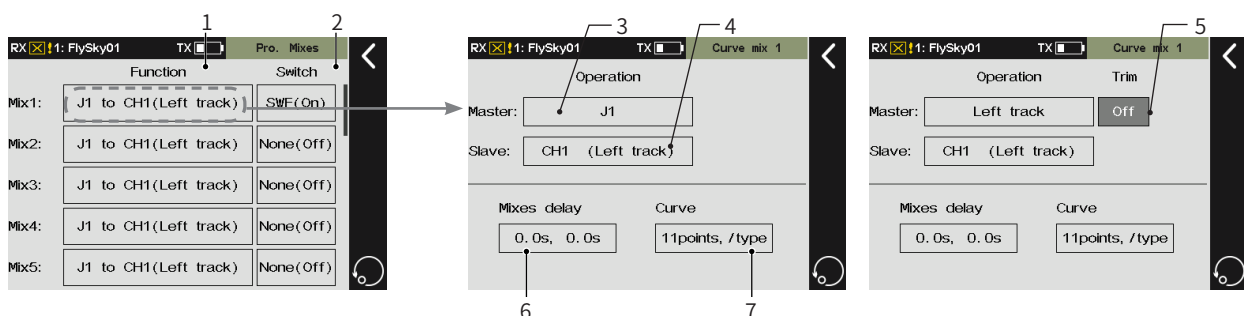 1
2
3
4
5
RX !1: FlySky01 TX Pro. Mixes
Function Switch
Mix1: J1 to CH1(Left track) SWF(On)
Mix2: J1 to CH1(Left track) None(Off)
Mix3: J1 to CH1(Left track) None(Off)
Mix4: J1 to CH1(Left track) None(Off)
Mix5: J1 to CH1(Left track) None(Off)
RX !1: FlySky01 TX Curve mix 1
Operation
Master: J1
Slave: CH1 (Left track)
Mixes delay Curve
0.0s, 0.0s 11points, /type
6
7
RX !1: FlySky01 TX Curve mix 1
Operation Trim
Master: Left track Off
Slave: CH1 (Left track)
Mixes delay Curve
0.0s, 0.0s 11points, /type